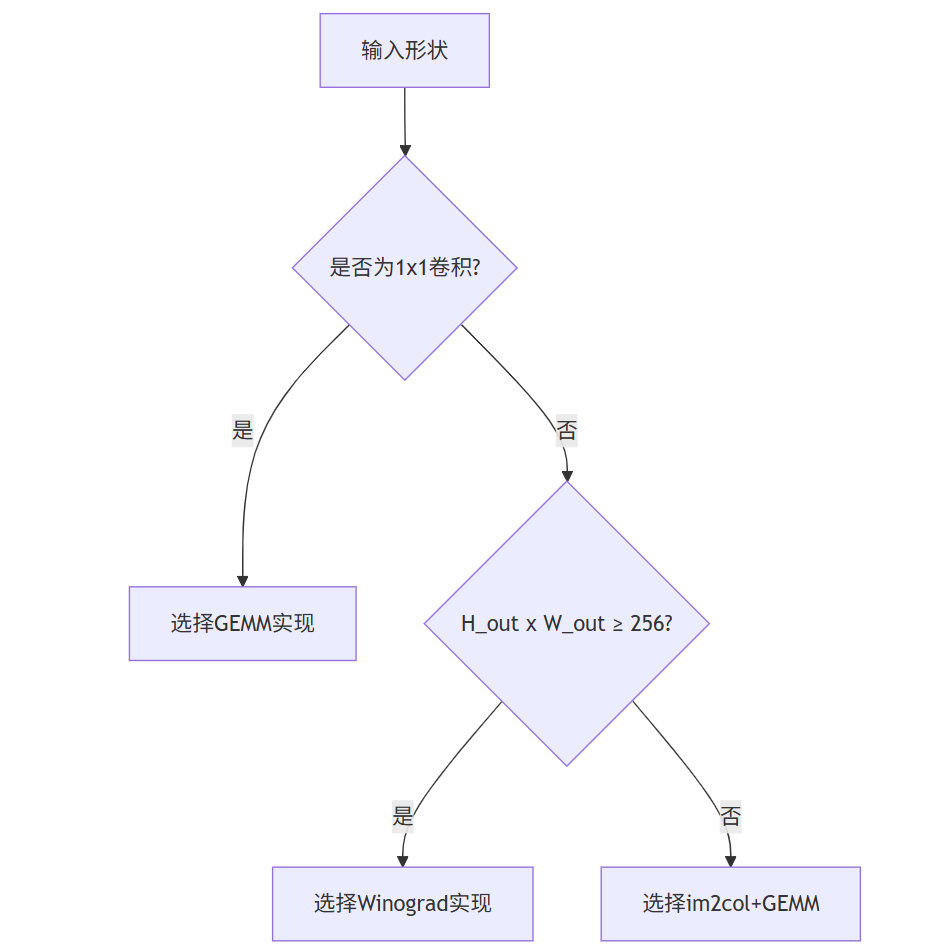 输入形状
是否为1x1卷积?
是
否
选择GEMM实现
H_out x W_out ≥ 256?
是
否
选择Winograd实现
选择im2col+GEMM